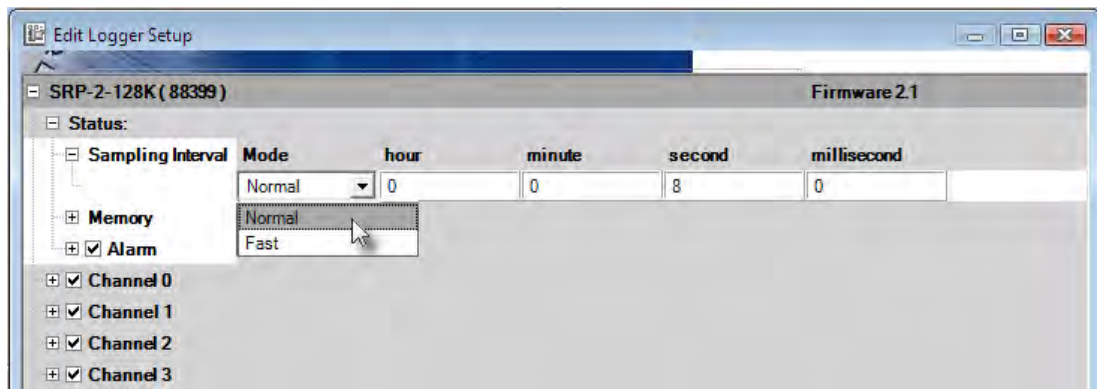 Edit Logger Setup
SRP-2-128K ( 88399 ) Firmware 2.1
Status:
Sampling Interval Mode hour minute second millisecond
Normal 0 0 8 0
Memory Normal
Alarm Fast
Channel 0
Channel 1
Channel 2
Channel 3